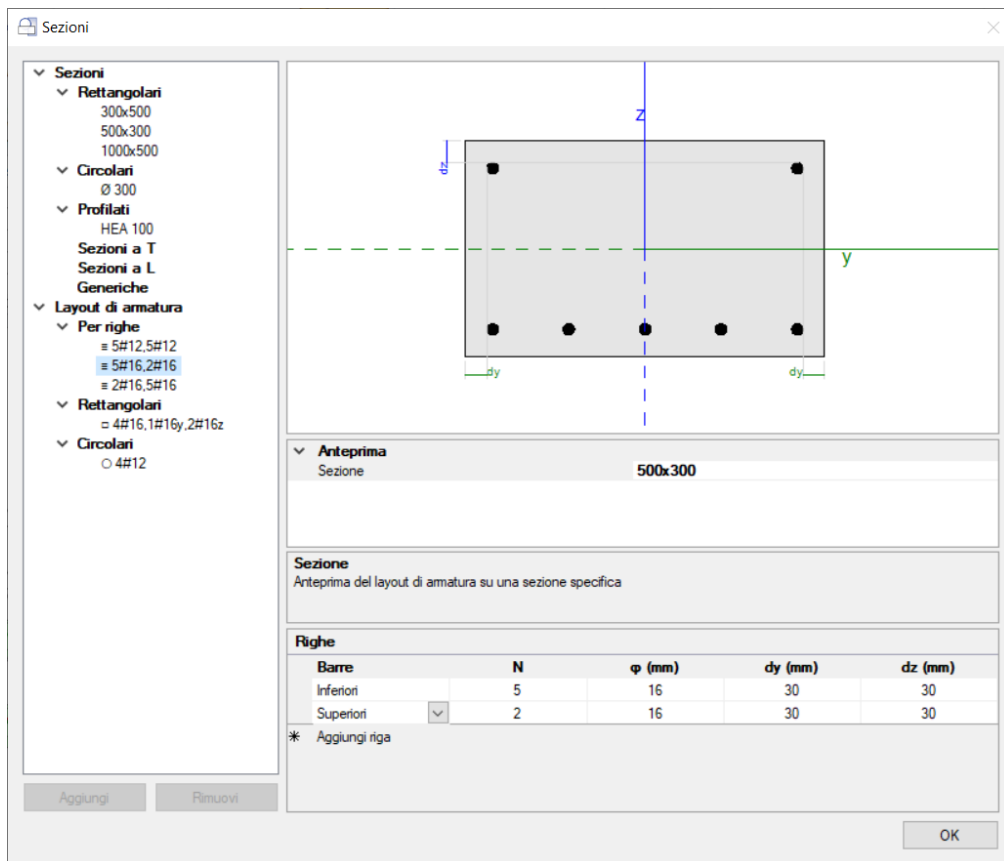 Sezioni
Sezioni
Rettangolari
300x500
500x300
1000x500
Circolari
Ø 300
Profilati
HEA 100
Sezioni a T
Sezioni a L
Generiche
Layout di armatura
Per righe
5#12,5#12
5#16,2#16
2#16,5#16
Rettangolari
4#16,1#16y,2#16z
Circolari
4#12
Aggiungi Rimuovi
z
dz
y
dy dy
Anteprima
Sezione 500x300
Sezione
Anteprima del layout di armatura su una sezione specifica
Righe
Barre N φ (mm) dy (mm) dz (mm)
Inferiori 5 16 30 30
Superiori 2 16 30 30
* Aggiungi riga
OK